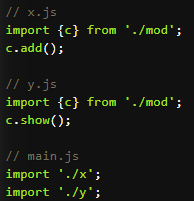 // x.js
import {c} from './mod';
c.add();

// y.js
import {c} from './mod';
c.show();

// main.js
import './x';
import './y';